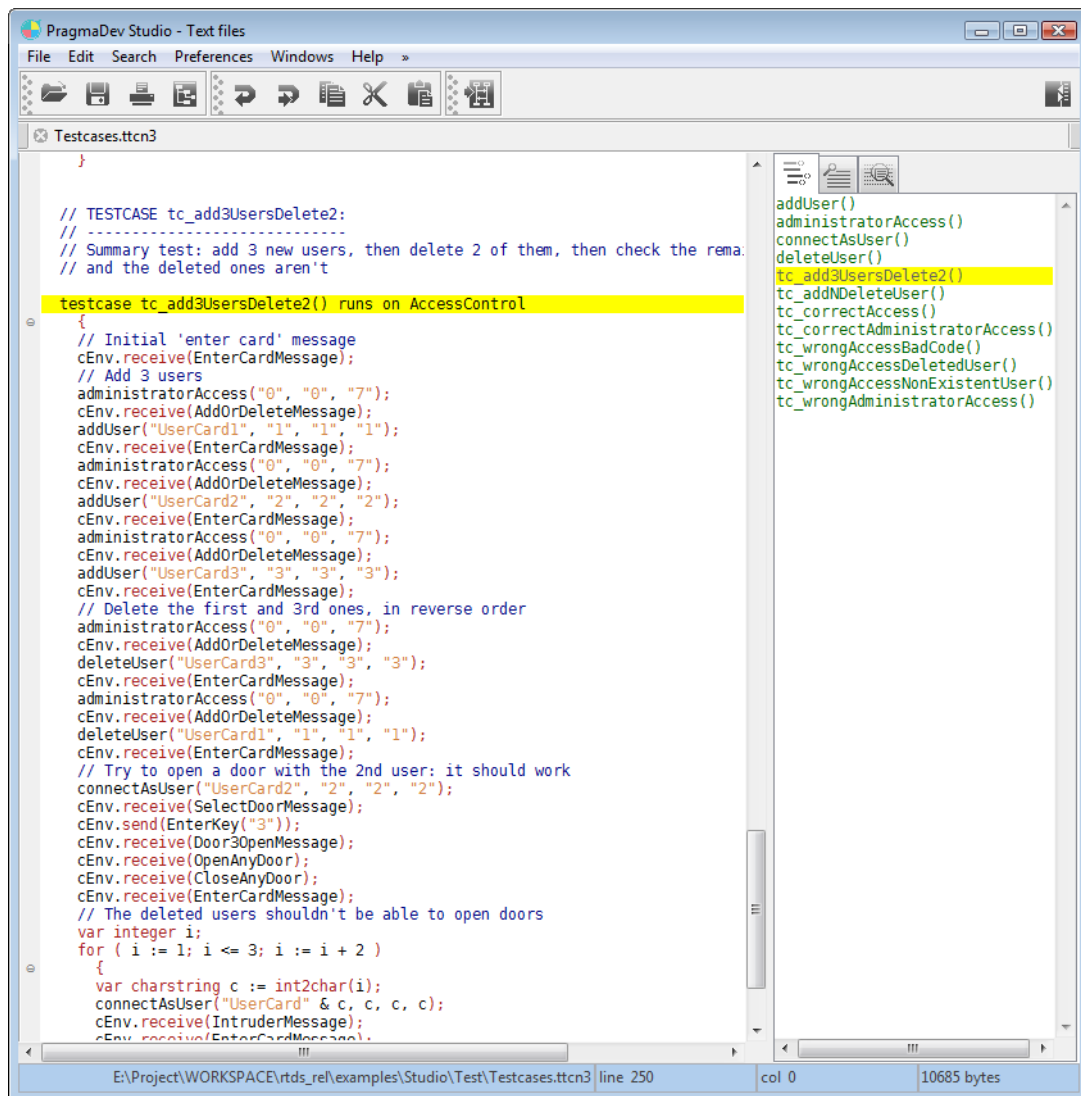 PragmaDev Studio - Text files
File Edit Search Preferences Windows Help »
Testcases.ttcn3
}
// TESTCASE tc_add3UsersDelete2:
// -----------------------------
// Summary test: add 3 new users, then delete 2 of them, then check the rema
// and the deleted ones aren't
testcase tc_add3UsersDelete2() runs on AccessControl
{
// Initial 'enter card' message
cEnv.receive(EnterCardMessage);
// Add 3 users
administratorAccess("0", "0", "7");
cEnv.receive(AddOrDeleteMessage);
addUser("UserCard1", "1", "1", "1");
cEnv.receive(EnterCardMessage);
administratorAccess("0", "0", "7");
cEnv.receive(AddOrDeleteMessage);
addUser("UserCard2", "2", "2", "2");
cEnv.receive(EnterCardMessage);
administratorAccess("0", "0", "7");
cEnv.receive(AddOrDeleteMessage);
addUser("UserCard3", "3", "3", "3");
cEnv.receive(EnterCardMessage);
// Delete the first and 3rd ones, in reverse order
administratorAccess("0", "0", "7");
cEnv.receive(AddOrDeleteMessage);
deleteUser("UserCard3", "3", "3", "3");
cEnv.receive(EnterCardMessage);
administratorAccess("0", "0", "7");
cEnv.receive(AddOrDeleteMessage);
deleteUser("UserCard1", "1", "1", "1");
cEnv.receive(EnterCardMessage);
// Try to open a door with the 2nd user: it should work
connectAsUser("UserCard2", "2", "2", "2");
cEnv.receive(SelectDoorMessage);
cEnv.send(EnterKey("3"));
cEnv.receive(Door3OpenMessage);
cEnv.receive(OpenAnyDoor);
cEnv.receive(CloseAnyDoor);
cEnv.receive(EnterCardMessage);
// The deleted users shouldn't be able to open doors
var integer i;
for ( i := 1; i <= 3; i := i + 2 )
{
var charstring c := int2char(i);
connectAsUser("UserCard" & c, c, c, c);
cEnv.receive(IntruderMessage);
cEnv.receive(EnterCardMessage);
addUser()
administratorAccess()
connectAsUser()
deleteUser()
tc_add3UsersDelete2()
tc_addNDeleteUser()
tc_correctAccess()
tc_correctAdministratorAccess()
tc_wrongAccessBadCode()
tc_wrongAccessDeletedUser()
tc_wrongAccessNonExistentUser()
tc_wrongAdministratorAccess()
E:\Project\WORKSPACE\rtds_rel\examples\Studio\Test\Testcases.ttcn3 line 250 col 0 10685 bytes